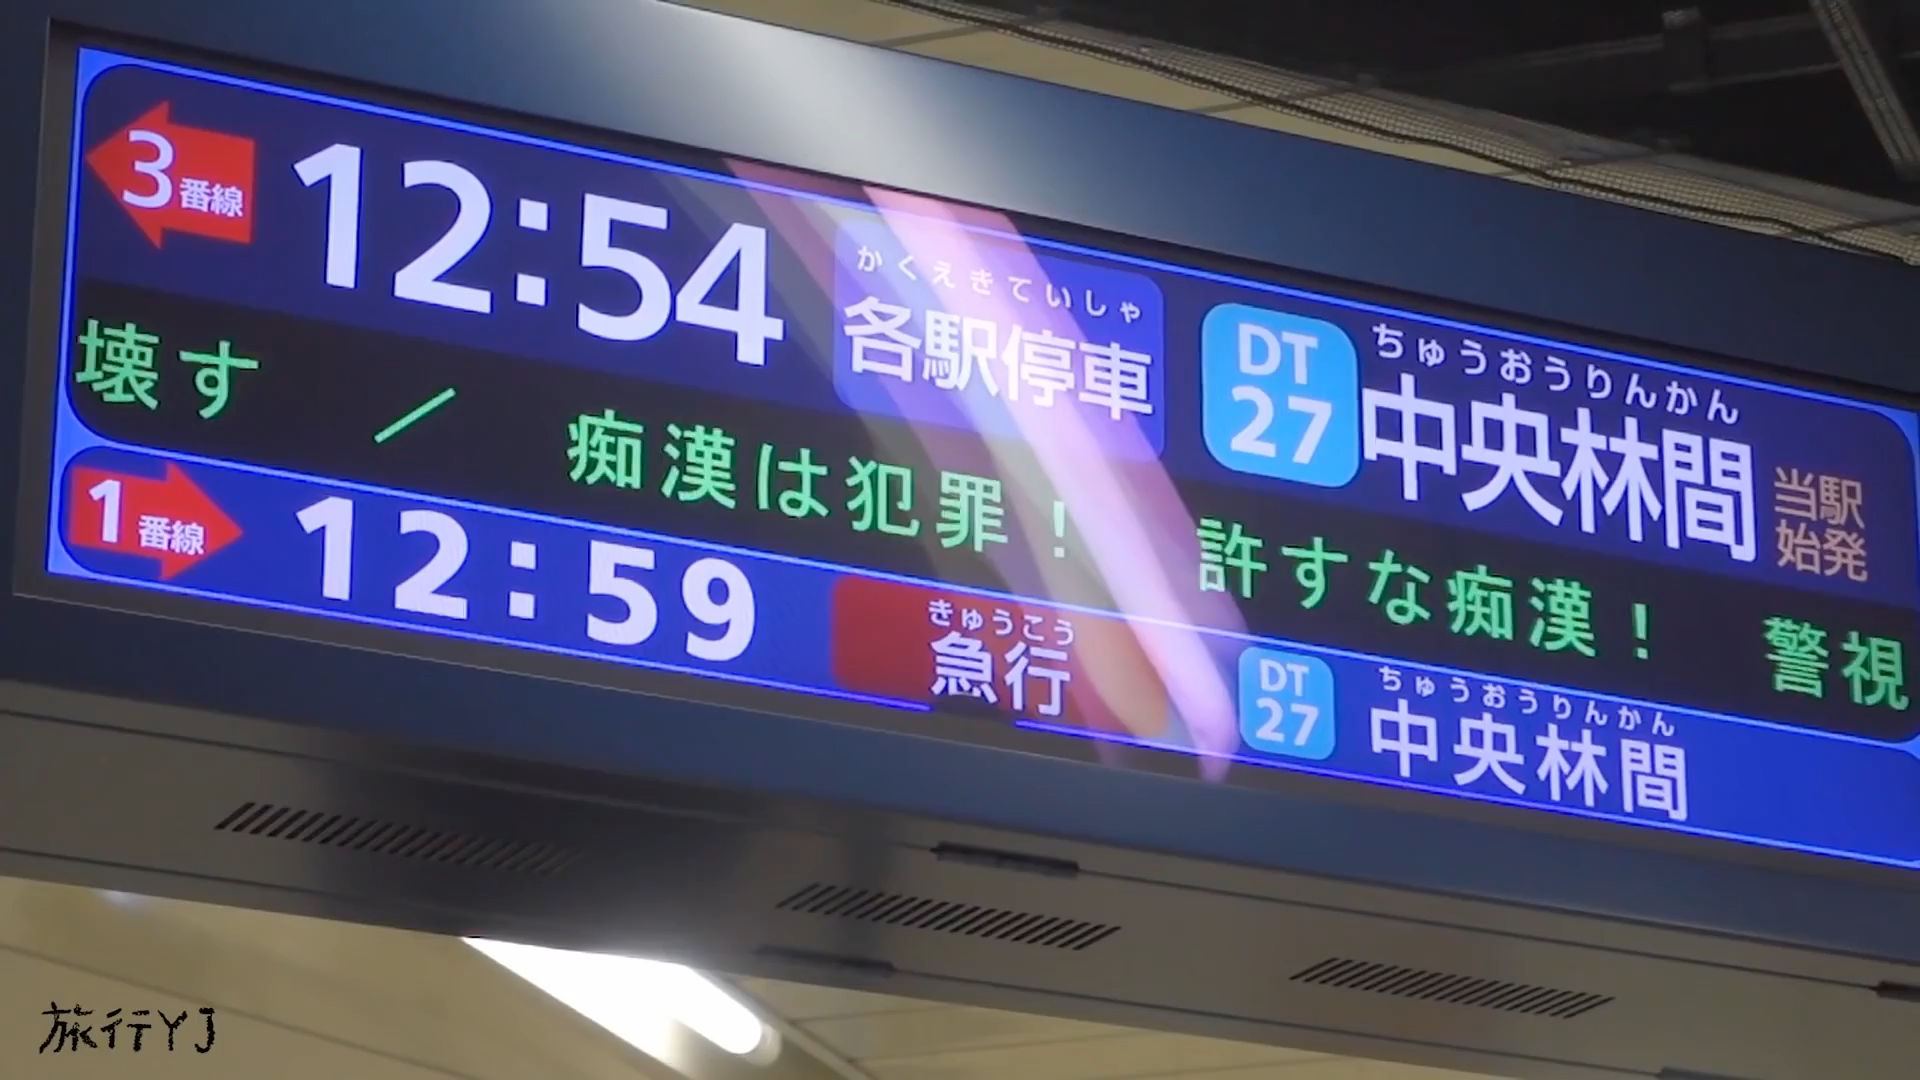 3番線 12:54 各駅停車 DT 27 中央林間 当駅始発
かくえきていしゃ
ちゅうおうりんかん
壊す / 痴漢は犯罪! 許すな痴漢! 警視
1番線 12:59 急行 DT 27 中央林間
きゅうこう
ちゅうおうりんかん
旅行YJ